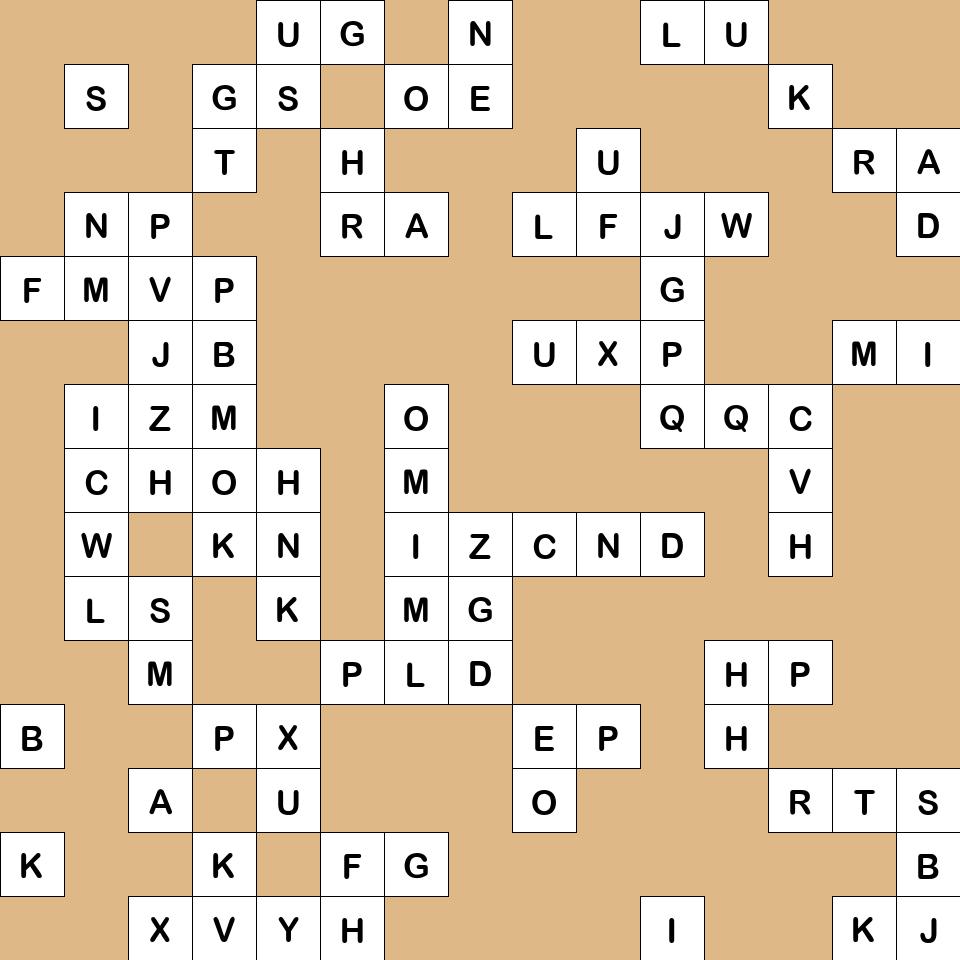 U G N L U
S G S O E K
T H U R A
N P R A L F J W D
F M V P G
J B U X P M I
I Z M O Q Q C
C H O H M V
W K N I Z C N D H
L S K M G
M P L D H P
B P X E P H
A U O R T S
K K F G B
X V Y H I K J